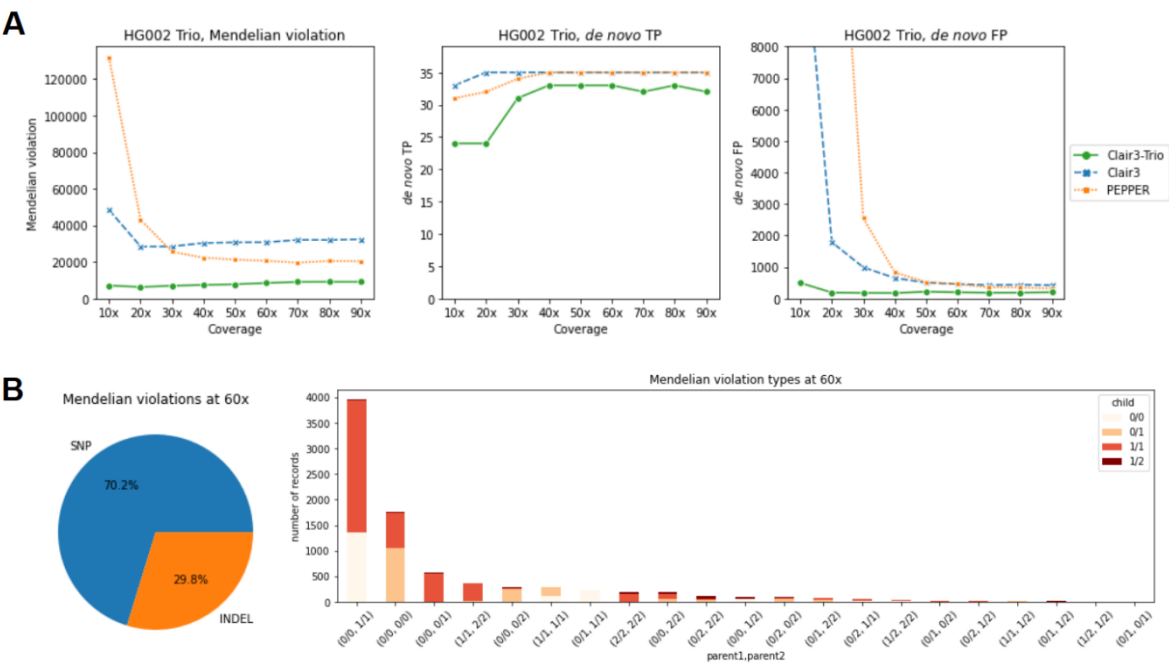 A
HG002 Trio, Mendelian violation
HG002 Trio, de novo TP
HG002 Trio, de novo FP
Mendelian violation
120000
100000
80000
60000
40000
20000
0
10x 20x 30x 40x 50x 60x 70x 80x 90x
Coverage
de novo TP
35
30
25
20
15
10
5
0
10x 20x 30x 40x 50x 60x 70x 80x 90x
Coverage
de novo FP
8000
7000
6000
5000
4000
3000
2000
1000
0
10x 20x 30x 40x 50x 60x 70x 80x 90x
Coverage
Clair3-Trio
Clair3
PEPPER
B
Mendelian violations at 60x
SNP
70.2%
29.8%
INDEL
Mendelian violation types at 60x
number of records
4000
3500
3000
2500
2000
1500
1000
500
0
child
0/0
0/1
1/1
1/2
(0/0, 1/1) (0/0, 0/0) (0/0, 0/1) (1/1, 2/2) (0/0, 0/2) (1/1, 1/1) (0/1, 1/1) (2/2, 2/2) (0/0, 2/2) (0/2, 2/2) (0/0, 1/2) (0/2, 0/2) (0/1, 2/2) (0/2, 1/1) (1/2, 2/2) (0/1, 0/2) (0/2, 1/2) (1/1, 1/2) (0/1, 1/2) (1/2, 1/2) (0/1, 0/1)
parent1,parent2